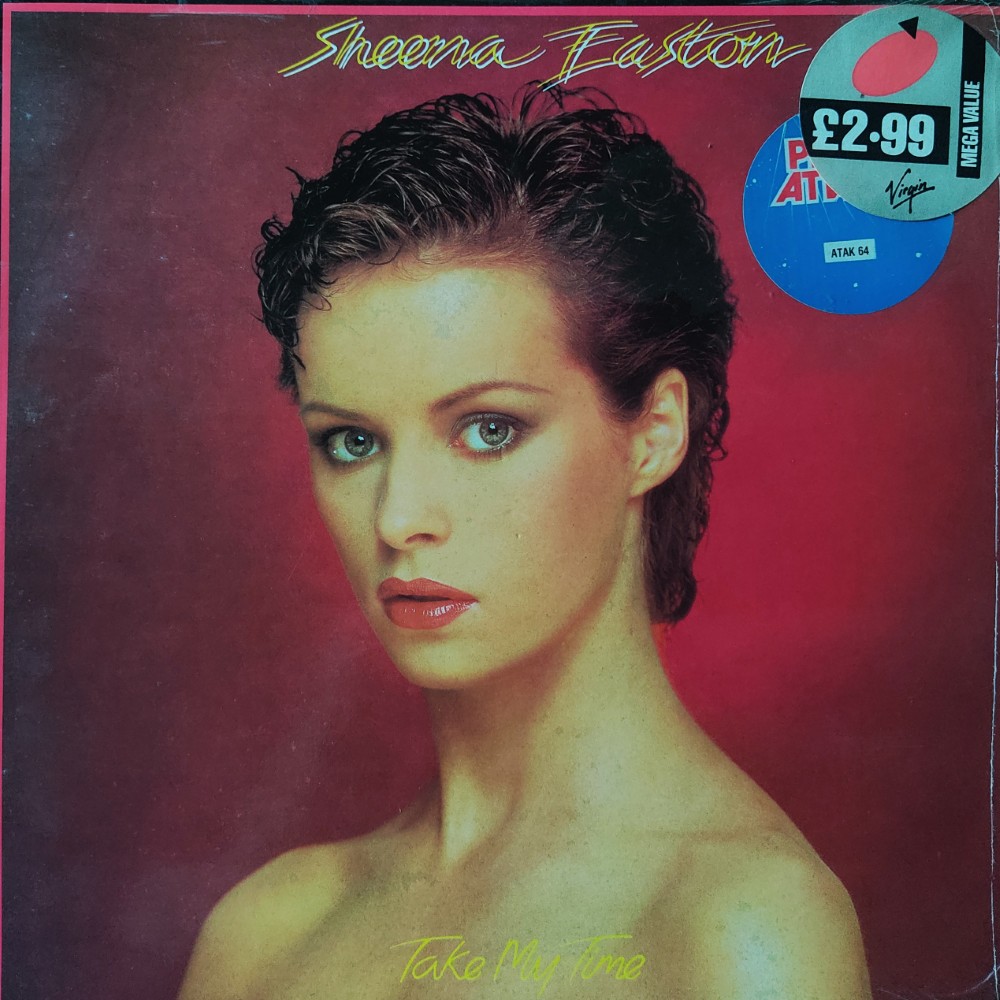 Sheena Easton
£2.99
MEGA VALUE
Virgin
ATAK 64
Take My Time